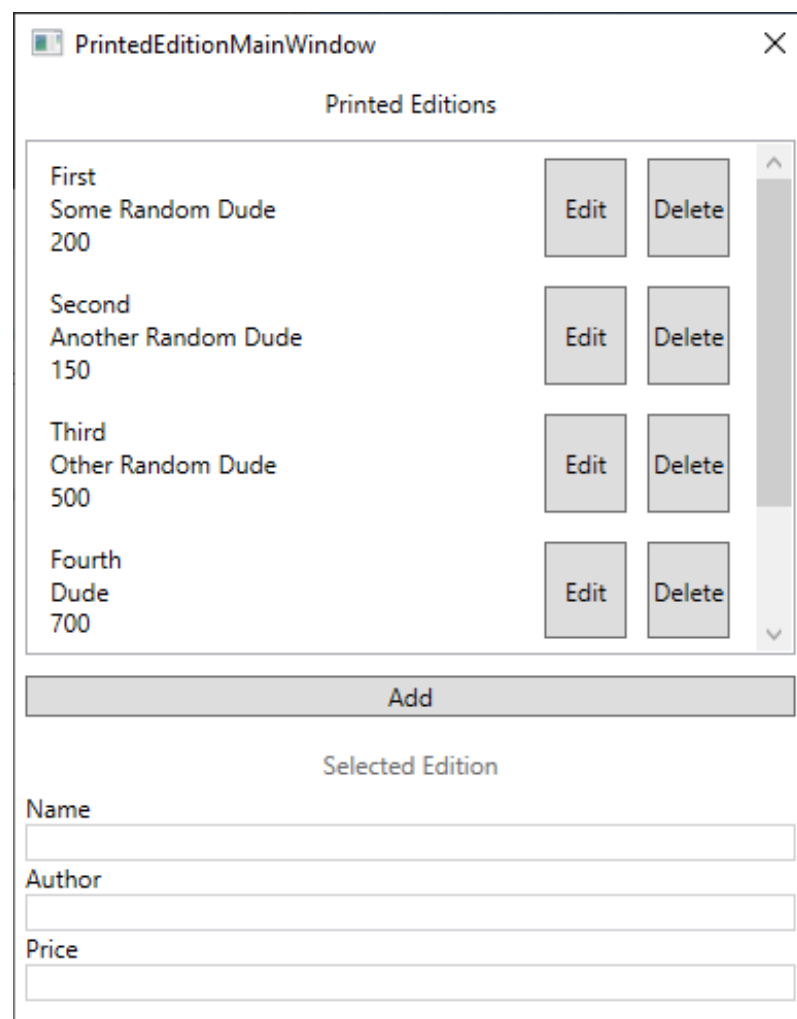 PrintedEditionMainWindow
Printed Editions
First
Some Random Dude
200
Edit
Delete
Second
Another Random Dude
150
Edit
Delete
Third
Other Random Dude
500
Edit
Delete
Fourth
Dude
700
Edit
Delete
Add
Selected Edition
Name
Author
Price